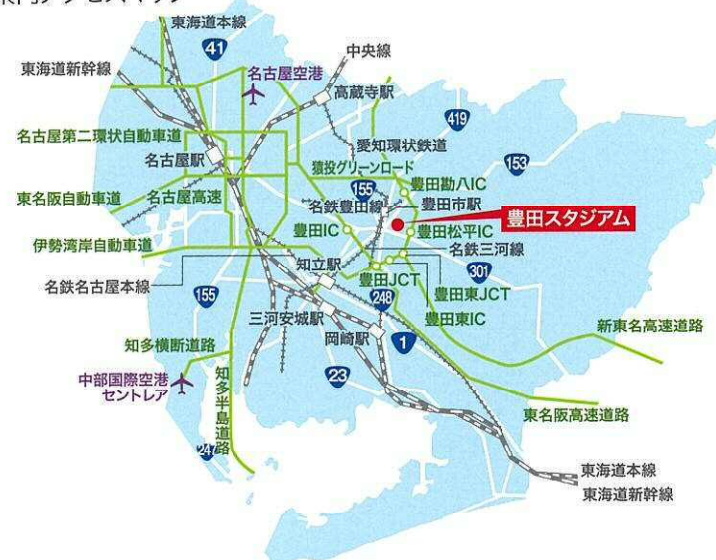 案内アクセスマップ
東海道本線
41
中央線
東海道新幹線
名古屋空港
高蔵寺駅
419
名古屋第二環状自動車道
愛知環状鉄道
名古屋駅
猿投グリーンロード
153
東名阪自動車道
名古屋高速
155
豊田勘八IC
名鉄豊田線
豊田市駅
豊田スタジアム
豊田IC
豊田松平IC
伊勢湾岸自動車道
名鉄三河線
知立駅
301
名鉄名古屋本線
豊田JCT
豊田東JCT
155
248
豊田東IC
三河安城駅
岡崎駅
新東名高速道路
知多横断道路
1
中部国際空港
セントレア
23
知多半島道路
東名阪高速道路
247
東海道本線
東海道新幹線